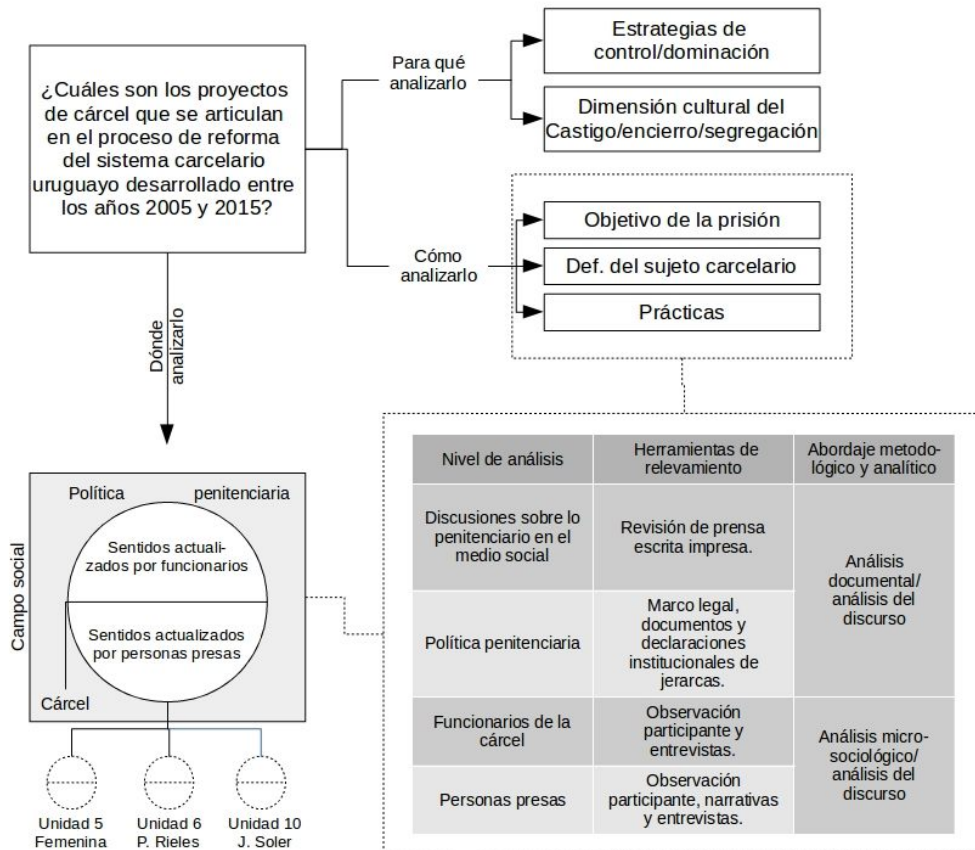 ¿Cuáles son los proyectos
de cárcel que se articulan
en el proceso de reforma
del sistema carcelario
uruguayo desarrollado entre
los años 2005 y 2015?
Para qué
analizarlo
Estrategias de
control/dominación
Dimensión cultural del
Castigo/encierro/segregación
Cómo
analizarlo
Objetivo de la prisión
Def. del sujeto carcelario
Prácticas
Dónde
analizarlo
Campo social
Política penitenciaria
Sentidos actuali-
zados por funcionarios
Sentidos actualizados
por personas presas
Cárcel
Unidad 5
Femenina
Unidad 6
P. Rieles
Unidad 10
J. Soler
Nivel de análisis
Herramientas de
relevamiento
Abordaje metodo-
lógico y analítico
Discusiones sobre lo
penitenciario en el
medio social
Revisión de prensa
escrita impresa.
Análisis
documental/
análisis del
discurso
Política penitenciaria
Marco legal,
documentos y
declaraciones
institucionales de
jerarcas.
Funcionarios de la
cárcel
Observación
participante y
entrevistas.
Análisis micro-
sociológico/
análisis del
discurso
Personas presas
Observación
participante, narrativas
y entrevistas.